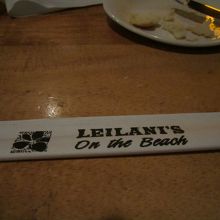 LEILANI'S
On the Beach